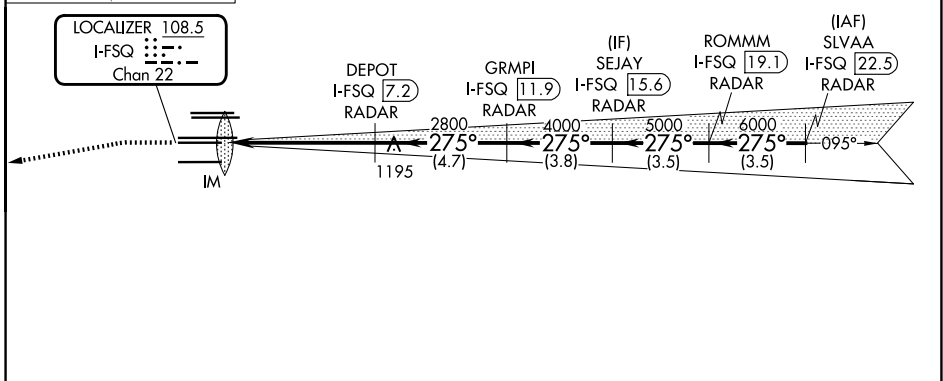 LOCALIZER 108.5
I-FSQ
Chan 22
DEPOT
I-FSQ 7.2
RADAR
GRMPI
I-FSQ 11.9
RADAR
(IF)
SEJAY
I-FSQ 15.6
RADAR
ROMMM
I-FSQ 19.1
RADAR
(IAF)
SLVAA
I-FSQ 22.5
RADAR
2800
275°
(4.7)
4000
275°
(3.8)
5000
275°
(3.5)
6000
275°
(3.5)
095°
1195
IM